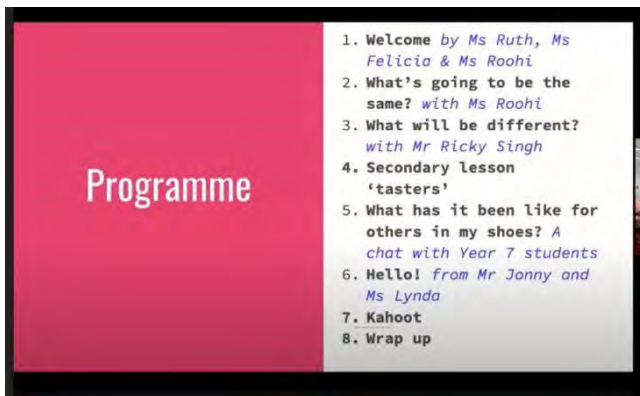 Programme
1. Welcome by Ms Ruth, Ms
Felicia & Ms Roohi
2. What's going to be the
same? with Ms Roohi
3. What will be different?
with Mr Ricky Singh
4. Secondary lesson
‘tasters’
5. What has it been like for
others in my shoes? A
chat with Year 7 students
6. Hello! from Mr Jonny and
Ms Lynda
7. Kahoot
8. Wrap up